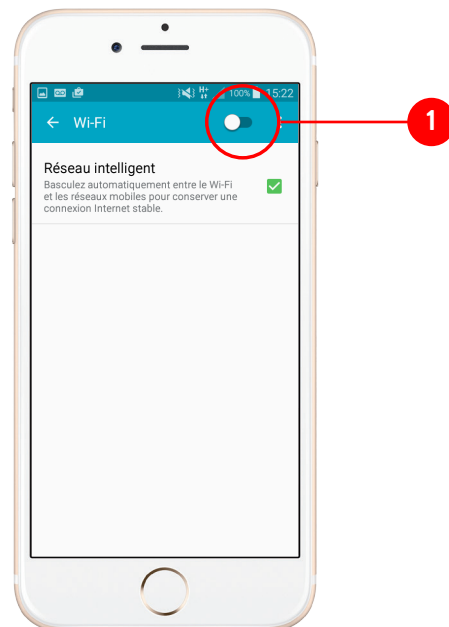 H+ 100% 15:22
Wi-Fi
1
Réseau intelligent
Basculez automatiquement entre le Wi-Fi
et les réseaux mobiles pour conserver une
connexion Internet stable.